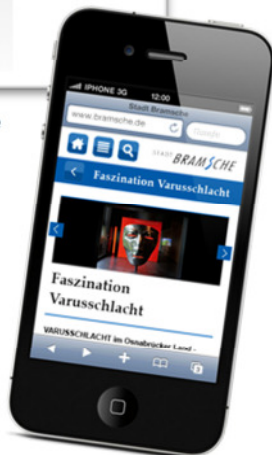 IPHONE 3G 12:00
Stadt Bramsche
www.bramsche.de Google
STADT BRAMSCHE
Faszination Varusschlacht
Faszination
Varusschlacht
VARUSSCHLACHT im Osnabrücker Land -